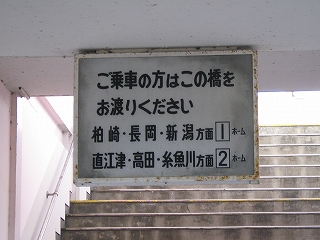 ご乗車の方はこの橋を
お渡りください
柏崎・長岡・新潟方面1ホーム
直江津・高田・糸魚川方面2ホーム